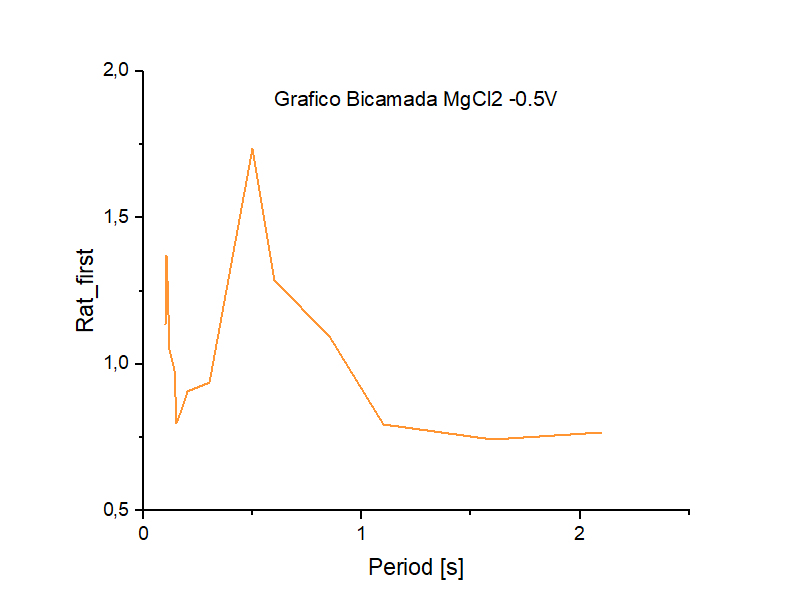 Grafico Bicamada MgCl2 -0.5V
2,0
1,5
1,0
0,5
Rat_first
0
1
2
Period [s]